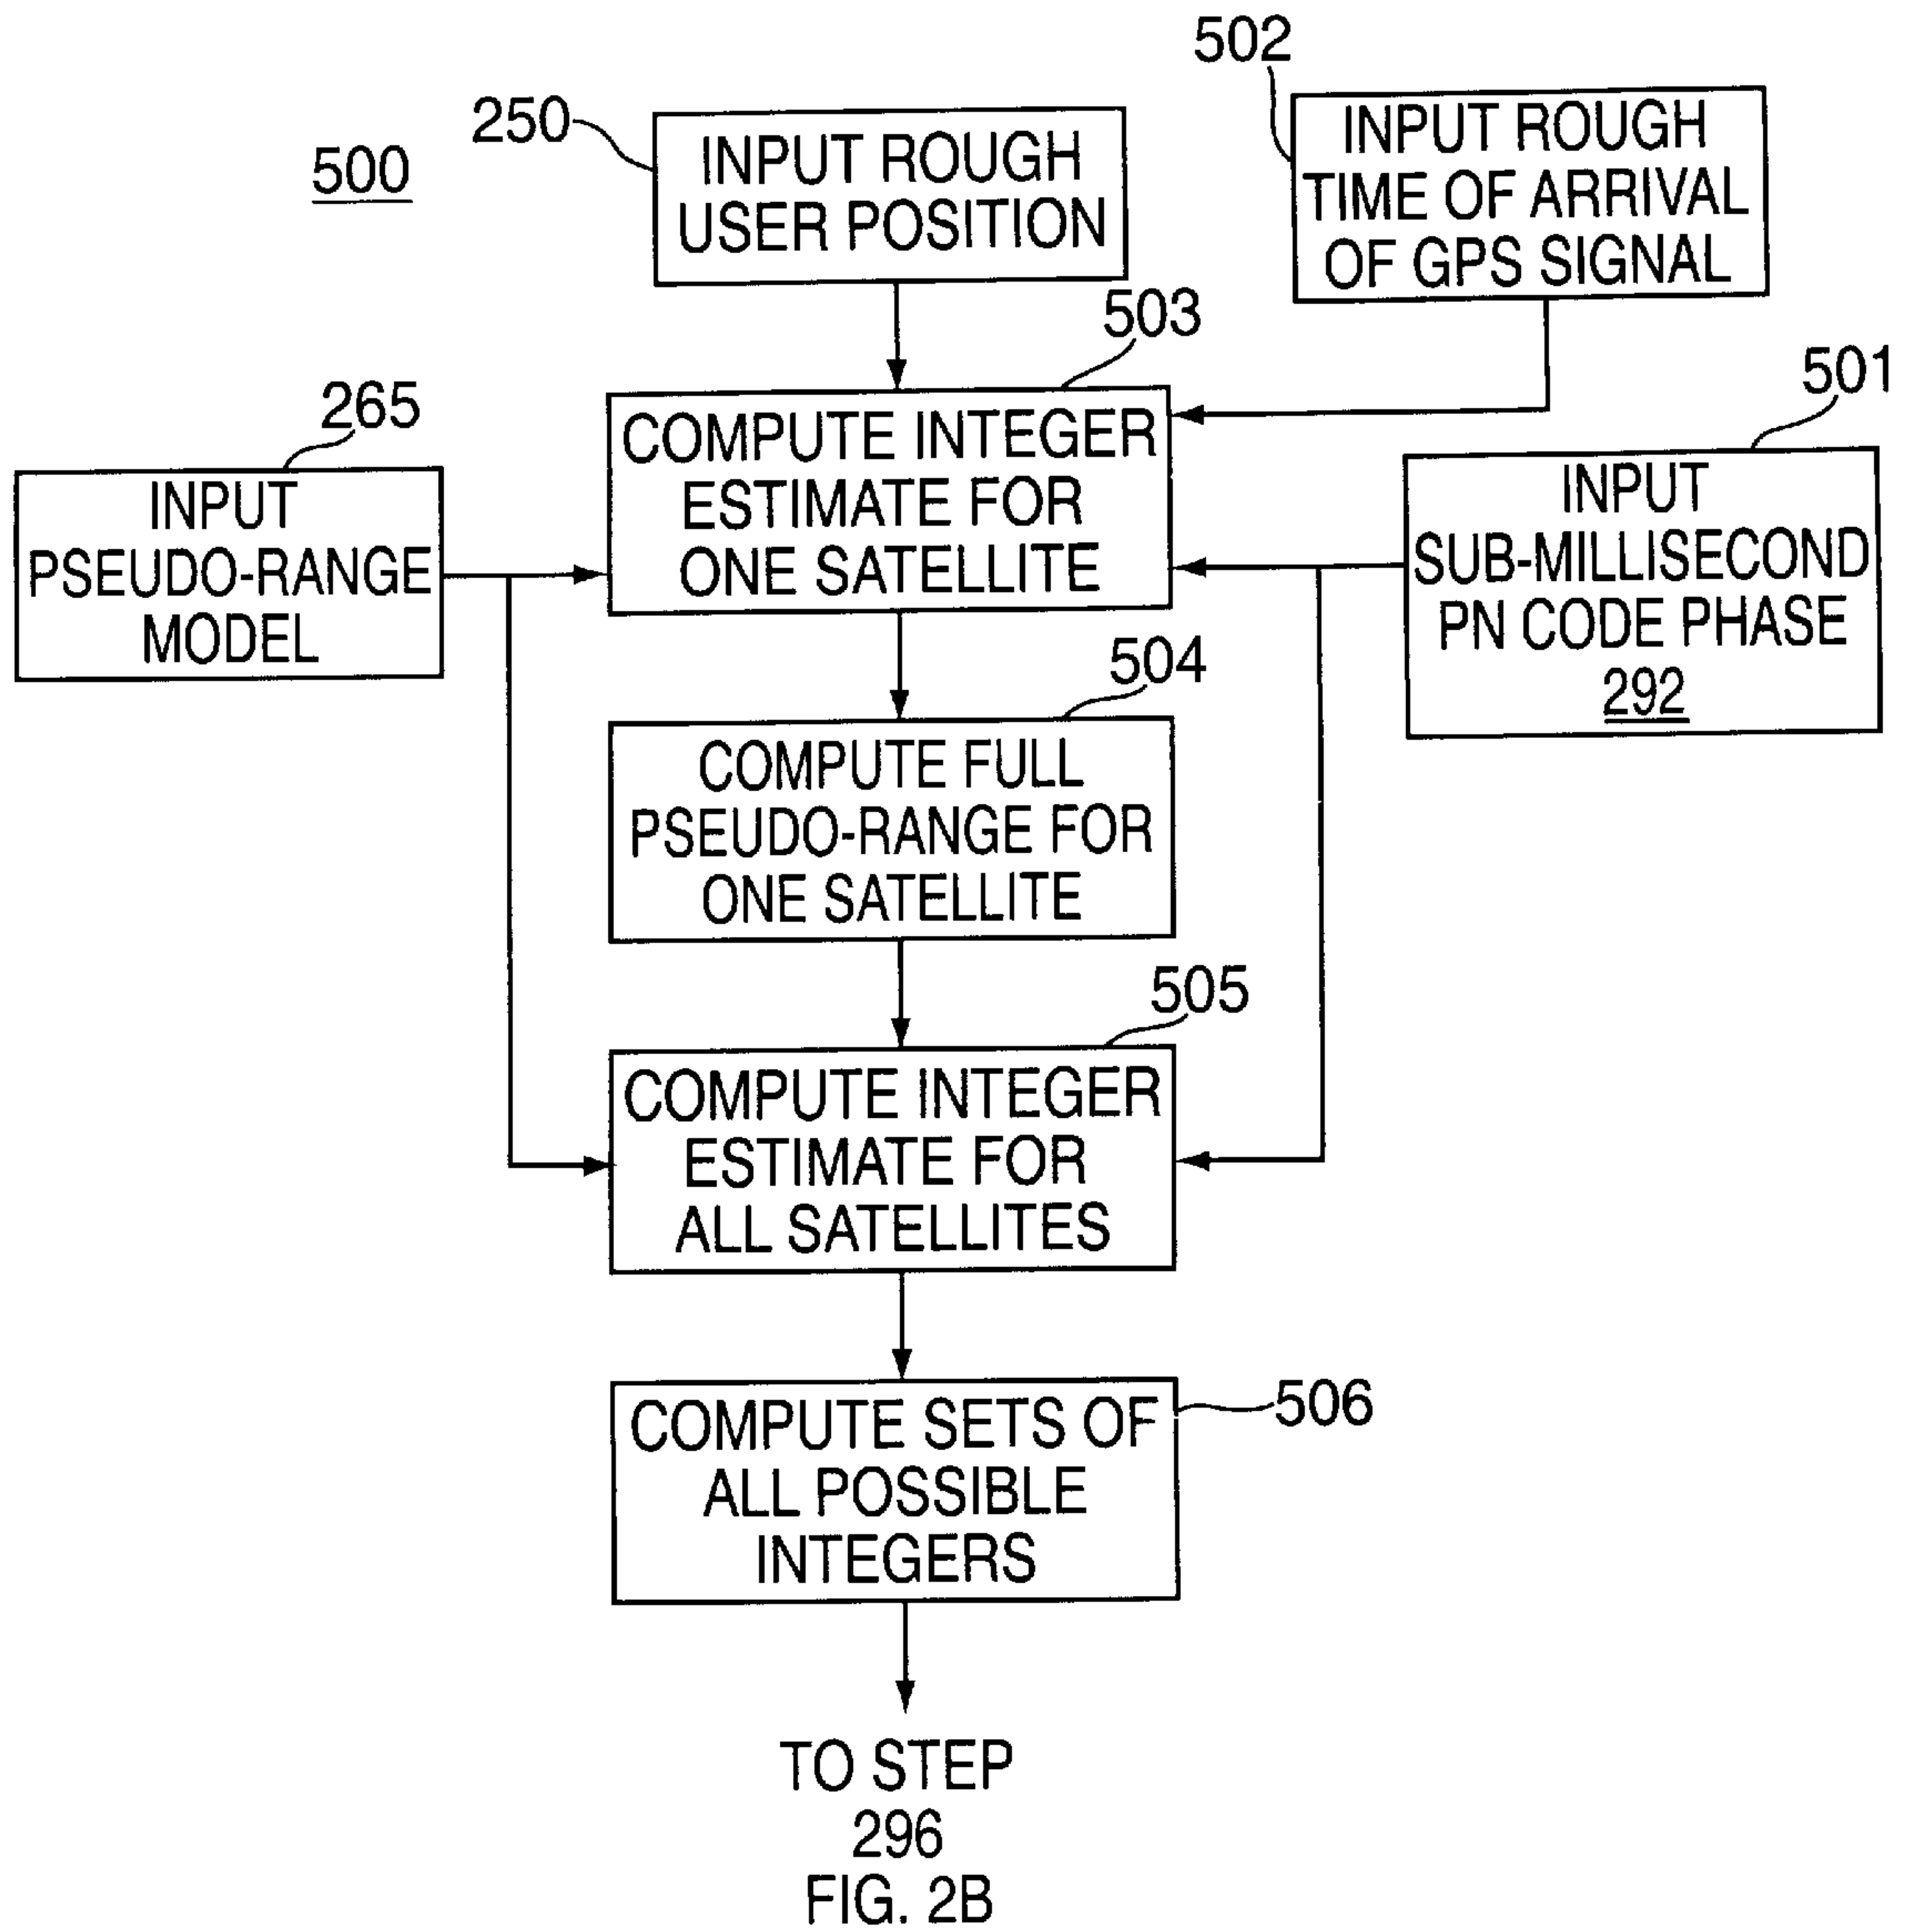 500
250
INPUT ROUGH
USER POSITION
502
INPUT ROUGH
TIME OF ARRIVAL
OF GPS SIGNAL
265
INPUT
PSEUDO-RANGE
MODEL
503
COMPUTE INTEGER
ESTIMATE FOR
ONE SATELLITE
501
INPUT
SUB-MILLISECOND
PN CODE PHASE
292
504
COMPUTE FULL
PSEUDO-RANGE FOR
ONE SATELLITE
505
COMPUTE INTEGER
ESTIMATE FOR
ALL SATELLITES
506
COMPUTE SETS OF
ALL POSSIBLE
INTEGERS
TO STEP
296
FIG. 2B